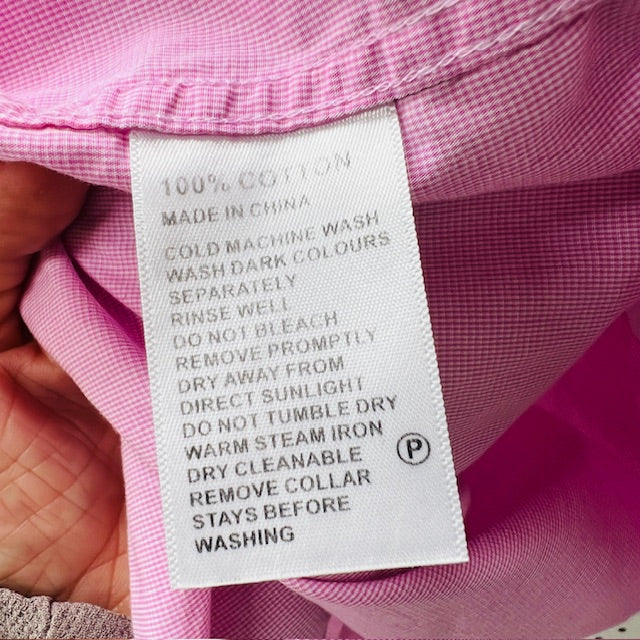 100% COTTON
MADE IN CHINA
COLD MACHINE WASH
WASH DARK COLOURS
SEPARATELY
RINSE WELL
DO NOT BLEACH
REMOVE PROMPTLY
DRY AWAY FROM
DIRECT SUNLIGHT
DO NOT TUMBLE DRY
WARM STEAM IRON
DRY CLEANABLE
P
REMOVE COLLAR
STAYS BEFORE
WASHING